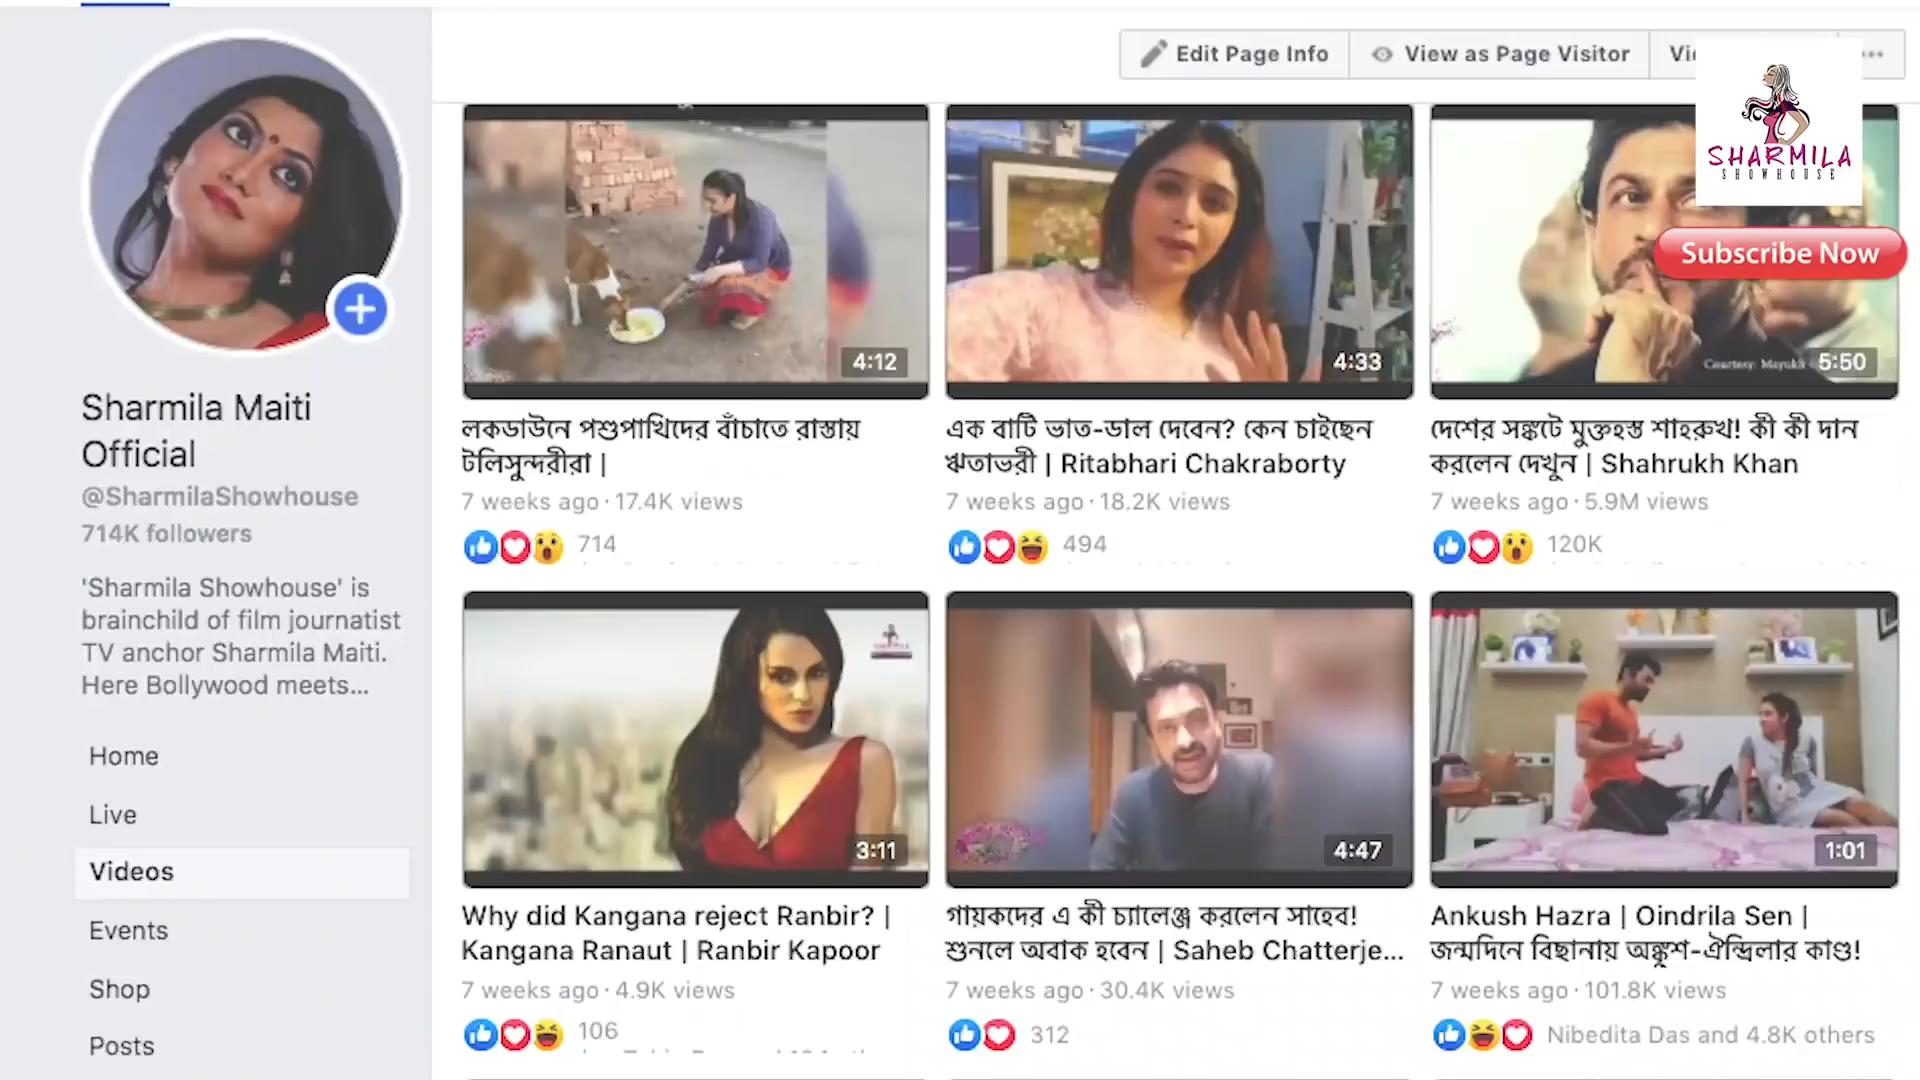 Edit Page Info
View as Page Visitor
SHARMILA
SHOWHOUSE
Subscribe Now
Sharmila Maiti
Official
@SharmilaShowhouse
714K followers
'Sharmila Showhouse' is
brainchild of film journatist
TV anchor Sharmila Maiti.
Here Bollywood meets...
Home
Live
Videos
Events
Shop
Posts
4:12
লকডাউনে পশুপাখিদের বাঁচাতে রাস্তায়
টলিসুন্দরীরা |
7 weeks ago · 17.4K views
714
4:33
এক বাটি ভাত-ডাল দেবেন? কেন চাইছেন
ঋতাভরী | Ritabhari Chakraborty
7 weeks ago · 18.2K views
494
Courtesy: Mayukh
5:50
দেশের সঙ্কটে মুক্তহস্ত শাহরুখ! কী কী দান
করলেন দেখুন | Shahrukh Khan
7 weeks ago · 5.9M views
120K
3:11
Why did Kangana reject Ranbir? |
Kangana Ranaut | Ranbir Kapoor
7 weeks ago · 4.9K views
106
4:47
গায়কদের এ কী চ্যালেঞ্জ করলেন সাহেব!
শুনলে অবাক হবেন | Saheb Chatterje...
7 weeks ago · 30.4K views
312
1:01
Ankush Hazra | Oindrila Sen |
জন্মদিনে বিছানায় অঙ্কুশ-ঐন্দ্রিলার কাণ্ড!
7 weeks ago · 101.8K views
Nibedita Das and 4.8K others